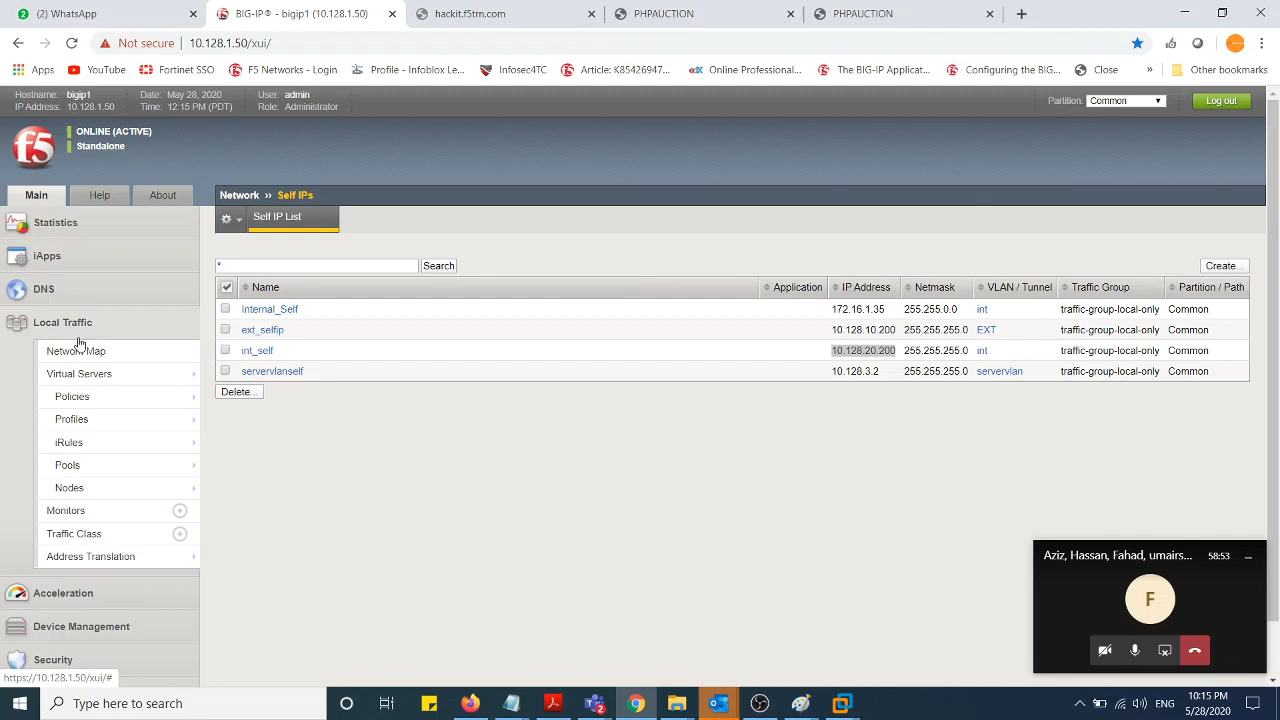 (2) WhatsApp
BIG-IP® - bigip1 (10.128.1.50)
hackit.f5tm.com
PHPAUCTION
PHPAUCTION
Not secure
10.128.1.50/xui/
Apps
YouTube
Fortinet SSO
F5 Networks - Login
Profile - Infoblox Le...
Intsec4TC
Article: K85426947...
Online Professional...
The BIG-IP Applicat...
Configuring the BIG...
Close
»
Other bookmarks
Hostname: bigip1
Date: May 28, 2020
User: admin
IP Address: 10.128.1.50
Time: 12:15 PM (PDT)
Role: Administrator
Partition: Common
Log out
f5
ONLINE (ACTIVE)
Standalone
Main
Help
About
Network ›› Self IPs
Statistics
iApps
DNS
Local Traffic
Network Map
Virtual Servers
Policies
Profiles
iRules
Pools
Nodes
Monitors
Traffic Class
Address Translation
Acceleration
Device Management
Security
https://10.128.1.50/xui/#
Self IP List
*
Search
Create...
Name Application IP Address Netmask VLAN / Tunnel Traffic Group Partition / Path
Internal_Self 172.16.1.35 255.255.0.0 int traffic-group-local-only Common
ext_selfip 10.128.10.200 255.255.255.0 EXT traffic-group-local-only Common
int_self 10.128.20.200 255.255.255.0 int traffic-group-local-only Common
servervlanself 10.128.3.2 255.255.255.0 servervlan traffic-group-local-only Common
Delete...
Aziz, Hassan, Fahad, umairs...
58:53
F
Type here to search
10:15 PM
5/28/2020